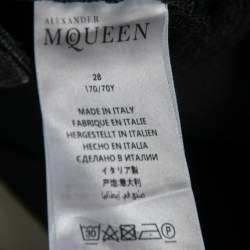 ALEXANDER
McQUEEN
28
170/70Y
MADE IN ITALY
FABRIQUE EN ITALIE
HERGESTELLT IN ITALIEN
HECHO EN ITALIA
СДЕЛАНО В ИТАЛИИ
イタリア製
产地:意大利
صنع في إيطاليا